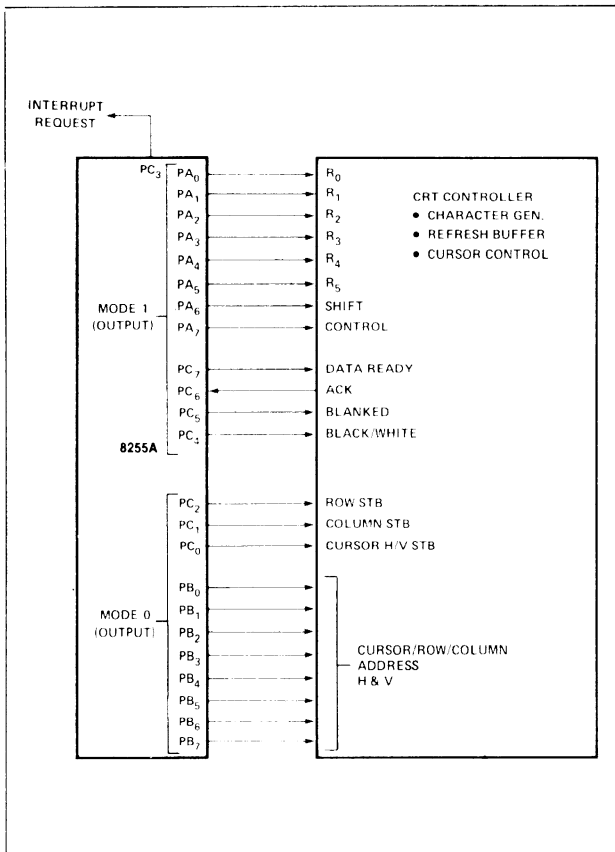 INTERRUPT
REQUEST
PC3
PA0 R0
PA1 R1
PA2 R2
PA3 R3
PA4 R4
PA5 R5
PA6 SHIFT
PA7 CONTROL
CRT CONTROLLER
• CHARACTER GEN.
• REFRESH BUFFER
• CURSOR CONTROL
MODE 1
(OUTPUT)
PC7 DATA READY
PC6 ACK
PC5 BLANKED
PC4 BLACK/WHITE
8255A
PC2 ROW STB
PC1 COLUMN STB
PC0 CURSOR H/V STB
MODE 0
(OUTPUT)
PB0
PB1
PB2
PB3
PB4
PB5
PB6
PB7
CURSOR/ROW/COLUMN
ADDRESS
H & V